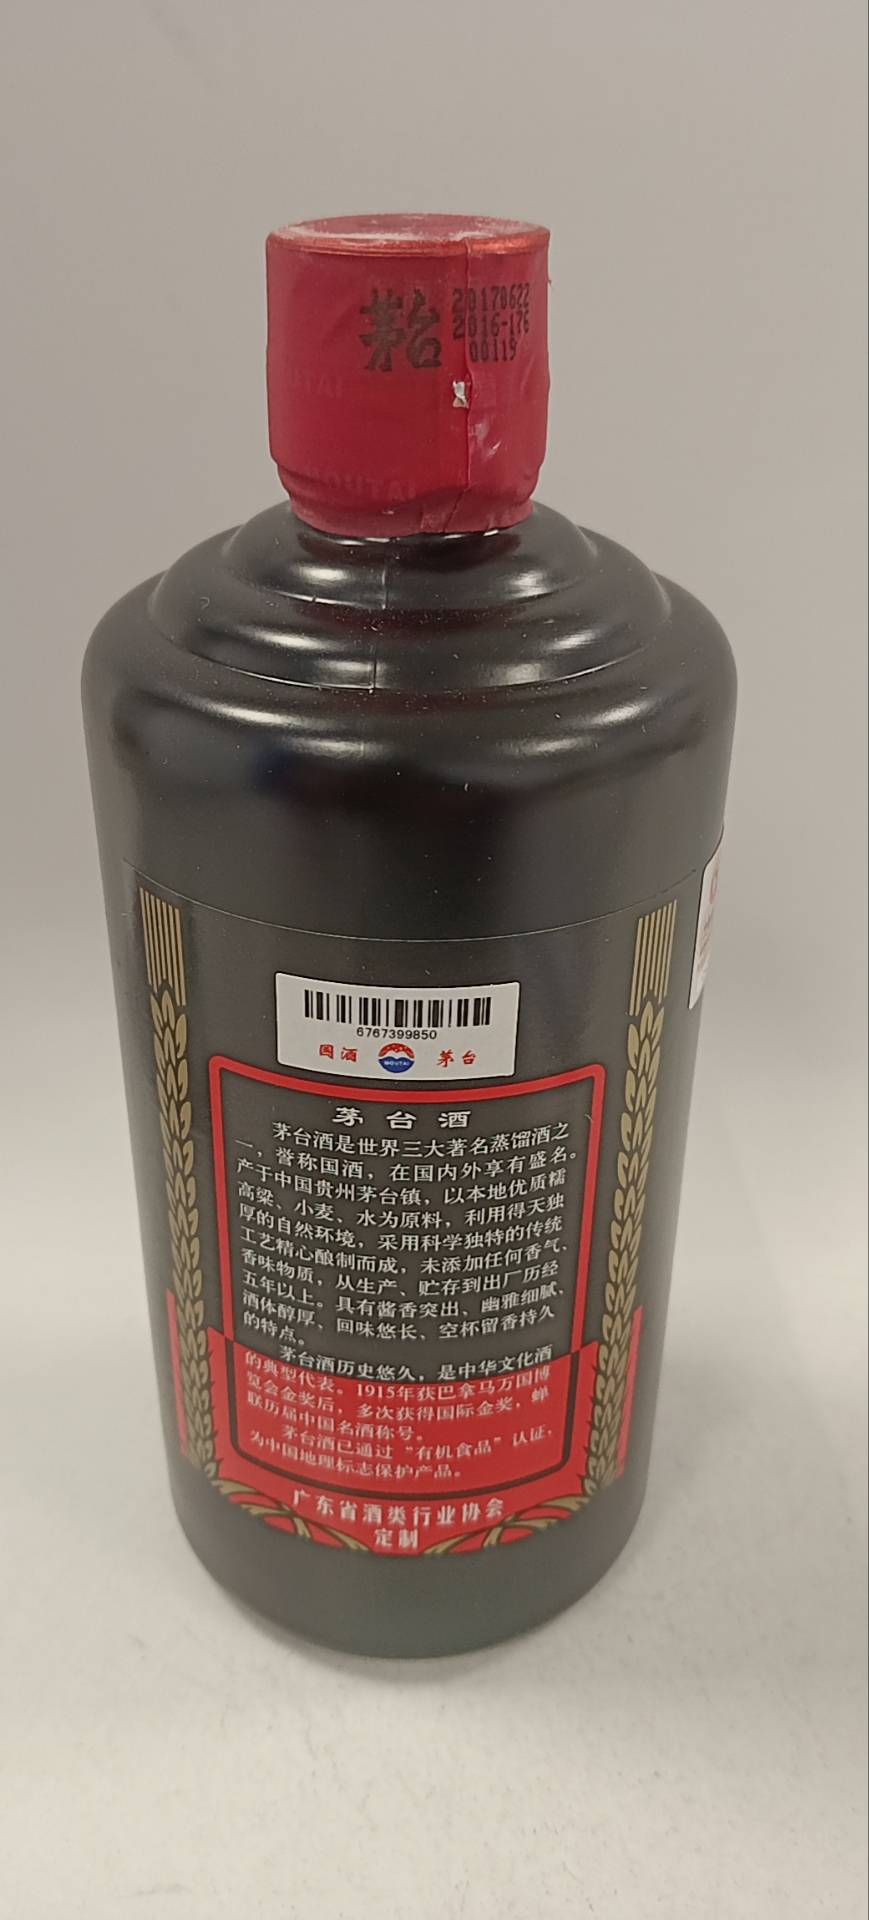 茅台
20170622
2016-176
00119
MOUTAI
6767399850
国酒 MOUTAI 茅台
茅台酒
茅台酒是世界三大著名蒸馏酒之
一，誉称国酒，在国内外享有盛名。
产于中国贵州茅台镇，以本地优质糯
高粱、小麦、水为原料，利用得天独
厚的自然环境，采用科学独特的传统
工艺精心酿制而成，未添加任何香气、
香味物质，从生产、贮存到出厂历经
五年以上。具有酱香突出、幽雅细腻、
酒体醇厚、回味悠长、空杯留香持久
的特点。
茅台酒历史悠久，是中华文化酒
的典型代表。1915年获巴拿马万国博
览会金奖后，多次获得国际金奖，蝉
联历届中国名酒称号。
茅台酒已通过“有机食品”认证，
为中国地理标志保护产品。
广东省酒类行业协会
定制